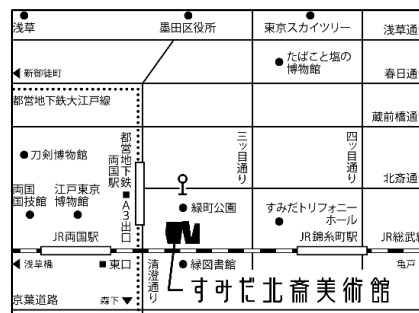 浅草
墨田区役所
東京スカイツリー
浅草通り
たばこと塩の
博物館
新御徒町
春日通り
都営地下鉄大江戸線
蔵前橋通り
都営地下鉄
両国駅
A3出口
三ッ目通り
四ッ目通り
刀剣博物館
北斎通り
両国
国技館
江戸東京
博物館
緑町公園
すみだトリフォニー
ホール
JR両国駅
JR錦糸町駅
JR総武線
浅草橋
東口
清澄通り
緑図書館
亀戸
すみだ北斎美術館
京葉道路
森下